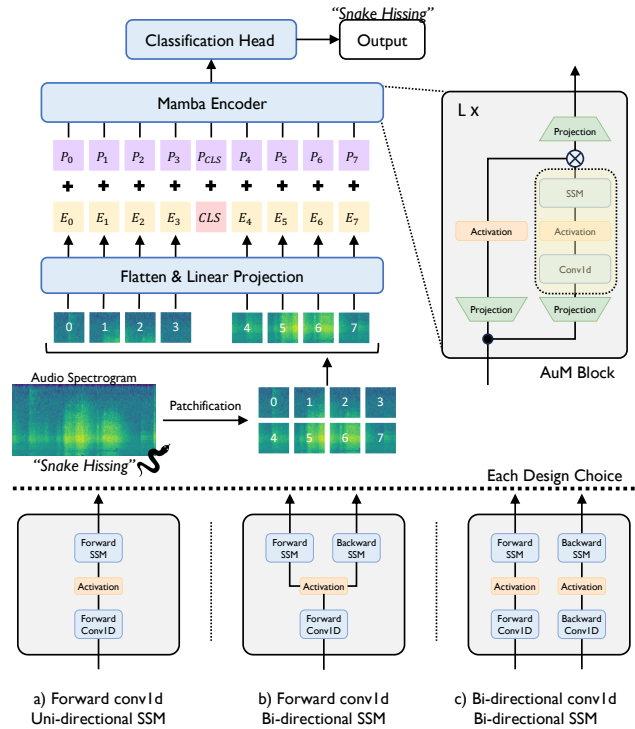 “Snake Hissing”
Classification Head
Output
Mamba Encoder
P0 P1 P2 P3 PCLS P4 P5 P6 P7
+ + + + + + + + +
E0 E1 E2 E3 CLS E4 E5 E6 E7
Flatten & Linear Projection
0 1 2 3 4 5 6 7
Audio Spectrogram
Patchification
0 1 2 3
4 5 6 7
“Snake Hissing”
L x
Projection
SSM
Activation
Activation
Conv1d
Projection
Projection
AuM Block
Each Design Choice
Forward
SSM
Activation
Forward
Conv1D
Forward
SSM
Backward
SSM
Activation
Forward
Conv1D
Forward
SSM
Backward
SSM
Activation
Activation
Forward
Conv1D
Backward
Conv1D
a) Forward conv1d
Uni-directional SSM
b) Forward conv1d
Bi-directional SSM
c) Bi-directional conv1d
Bi-directional SSM